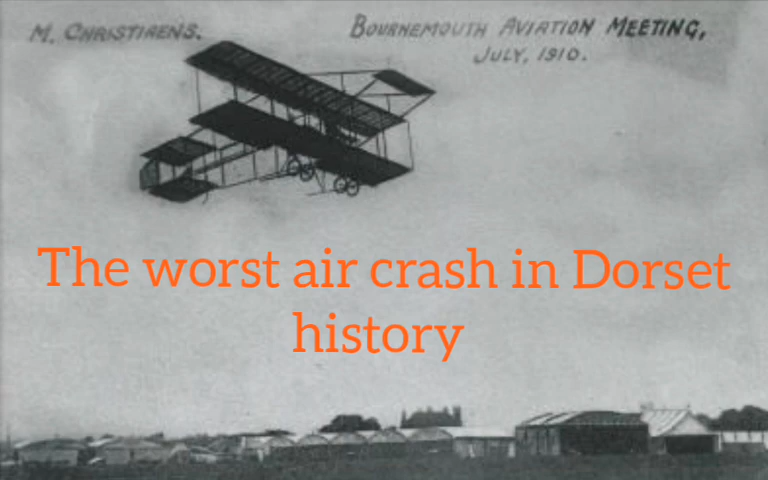 M. CHRISTIAENS.
BOURNEMOUTH AVIATION MEETING,
JULY, 1910.
The worst air crash in Dorset
history